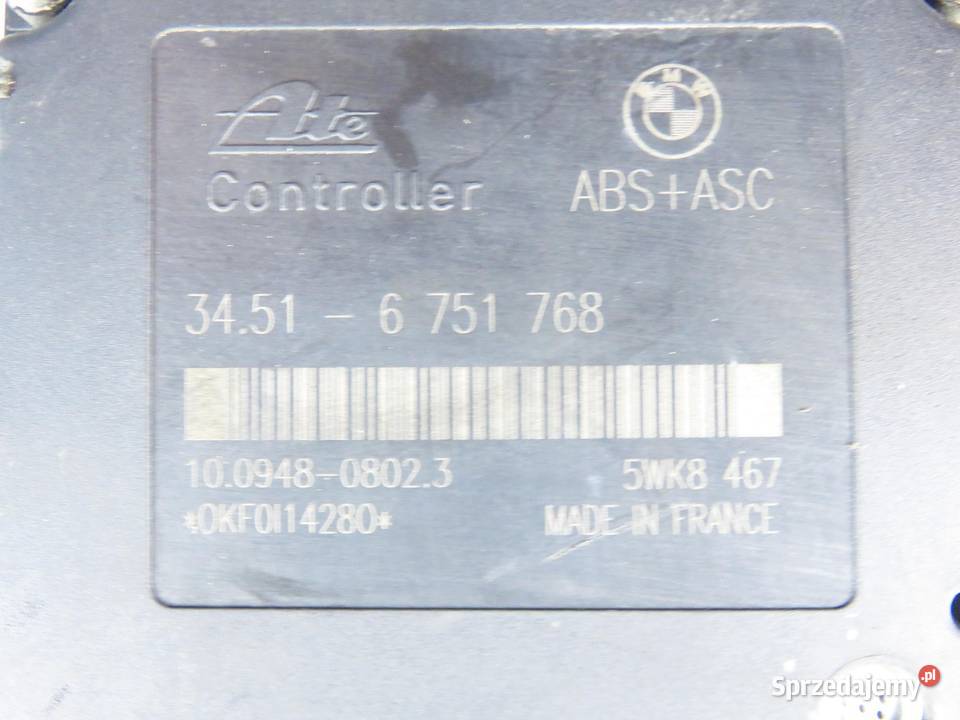 Ate
BMW
Controller
ABS+ASC
34.51 - 6 751 768
10.0948-0802.3
5WK8 467
*0KF0I14280*
MADE IN FRANCE
Sprzedajemy.pl